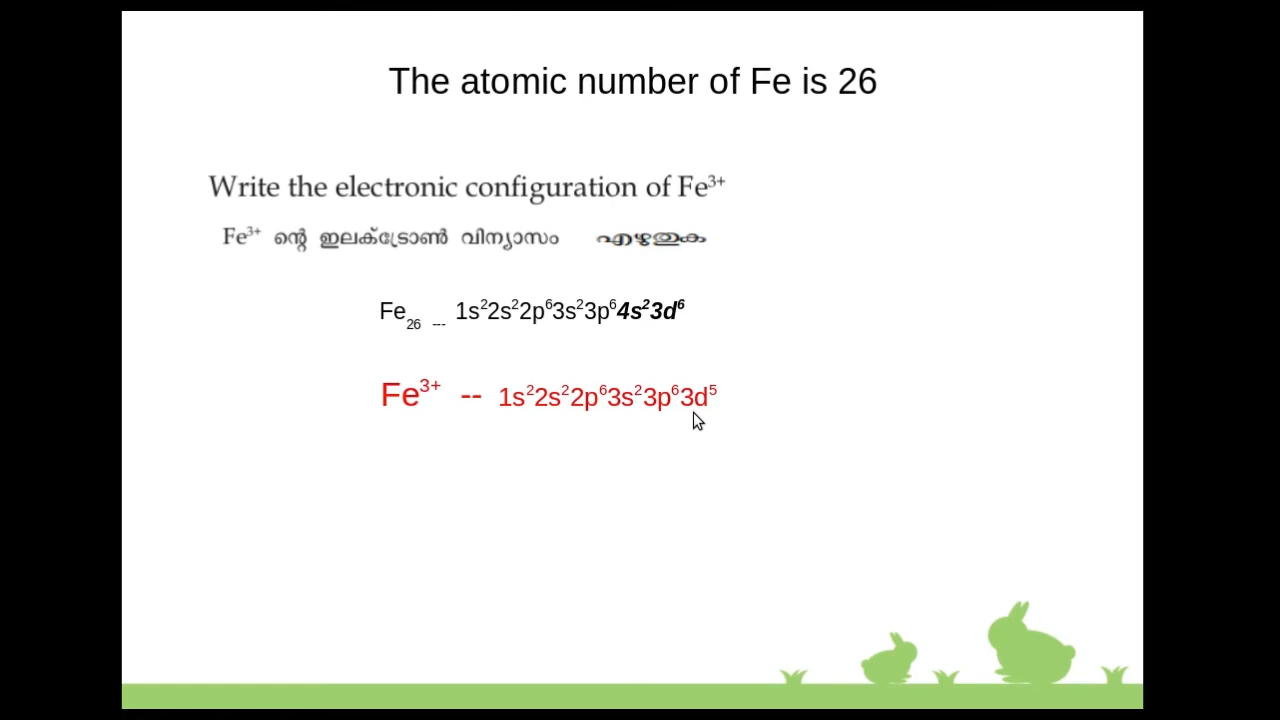 The atomic number of Fe is 26
Write the electronic configuration of Fe³⁺
Fe³⁺ ന്റെ ഇലക്ട്രോൺ വിന്യാസം എഴുതുക
Fe₂₆ --- 1s²2s²2p⁶3s²3p⁶4s²3d⁶
Fe³⁺ -- 1s²2s²2p⁶3s²3p⁶3d⁵